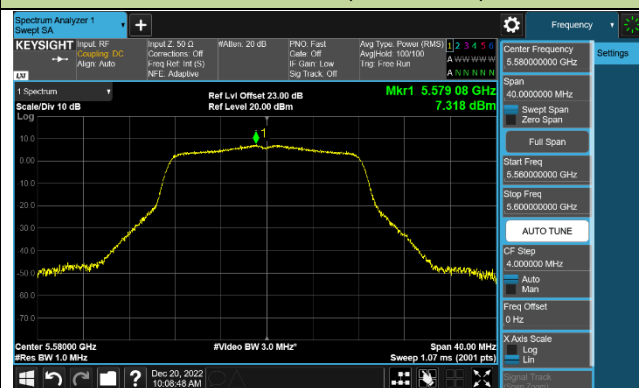 Spectrum Analyzer 1
Swept SA
Frequency
KEYSIGHT
Input: RF
Coupling: DC
Align: Auto
Input Z: 50 Ω
Corrections: Off
Freq Ref: Int (S)
NFE: Adaptive
#Atten: 20 dB
PNO: Fast
Gate: Off
IF Gain: Low
Sig Track: Off
Avg Type: Power (RMS)
Avg|Hold: 100/100
Trig: Free Run
1 2 3 4 5 6
A W W W W W
A N N N N N
LXI
1 Spectrum
Scale/Div 10 dB
Log
Ref Lvl Offset 23.00 dB
Ref Level 20.00 dBm
Mkr1 5.579 08 GHz
7.318 dBm
1
10.0
0.00
10.0
20.0
30.0
40.0
50.0
60.0
70.0
Center 5.58000 GHz
#Res BW 1.0 MHz
#Video BW 3.0 MHz*
Span 40.00 MHz
Sweep 1.07 ms (2001 pts)
Dec 20, 2022
10:08:48 AM
Center Frequency
5.580000000 GHz
Settings
Span
40.0000000 MHz
Swept Span
Zero Span
Full Span
Start Freq
5.560000000 GHz
Stop Freq
5.600000000 GHz
AUTO TUNE
CF Step
4.000000 MHz
Auto
Man
Freq Offset
0 Hz
X Axis Scale
Log
Lin
Signal Track